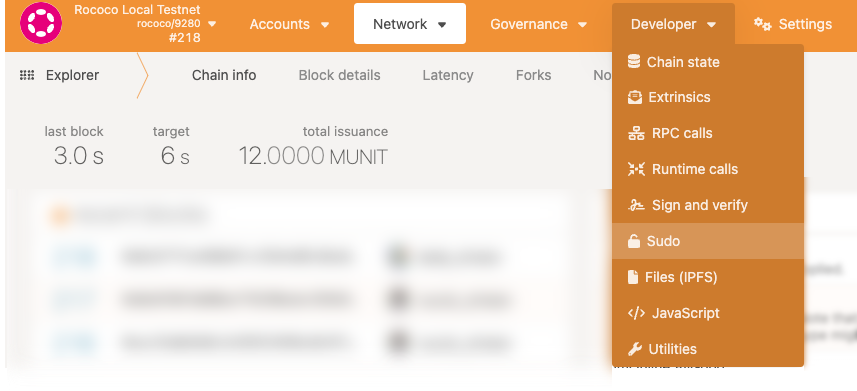 Rococo Local Testnet
rococo/9280
#218
Accounts
Network
Governance
Developer
Settings
Explorer
Chain info
Block details
Latency
Forks
No
last block
3.0 s
target
6 s
total issuance
12.0000 MUNIT
Chain state
Extrinsics
RPC calls
Runtime calls
Sign and verify
Sudo
Files (IPFS)
JavaScript
Utilities